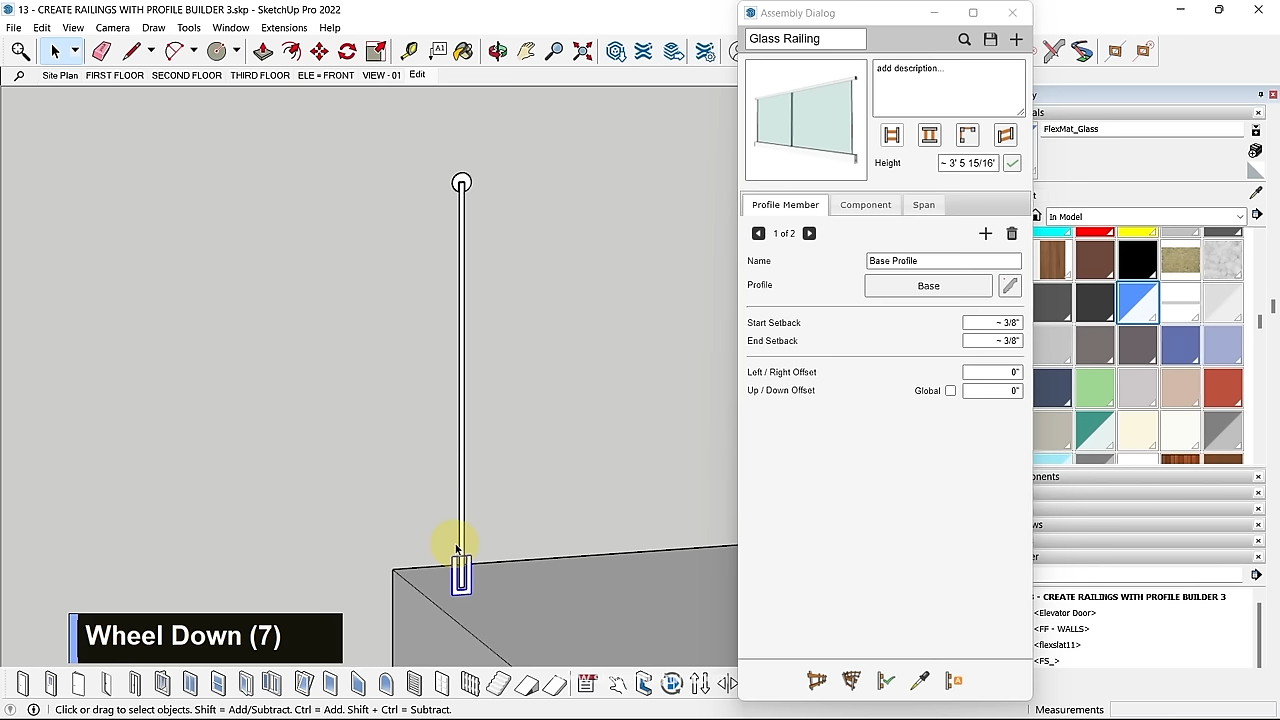 13 - CREATE RAILINGS WITH PROFILE BUILDER 3.skp - SketchUp Pro 2022
File Edit View Camera Draw Tools Window Extensions Help
Site Plan FIRST FLOOR SECOND FLOOR THIRD FLOOR ELE = FRONT VIEW - 01 Edit
Assembly Dialog
Glass Railing
add description...
Height ~ 3' 5 15/16"
Profile Member Component Span
1 of 2
Name Base Profile
Profile Base
Start Setback ~ 3/8"
End Setback ~ 3/8"
Left / Right Offset 0"
Up / Down Offset Global 0"
FlexMat_Glass
In Model
- CREATE RAILINGS WITH PROFILE BUILDER 3
<Elevator Door>
<FF - WALLS>
<flexslat11>
<FS_>
Wheel Down (7)
Click or drag to select objects. Shift = Add/Subtract. Ctrl = Add. Shift + Ctrl = Subtract.
Measurements